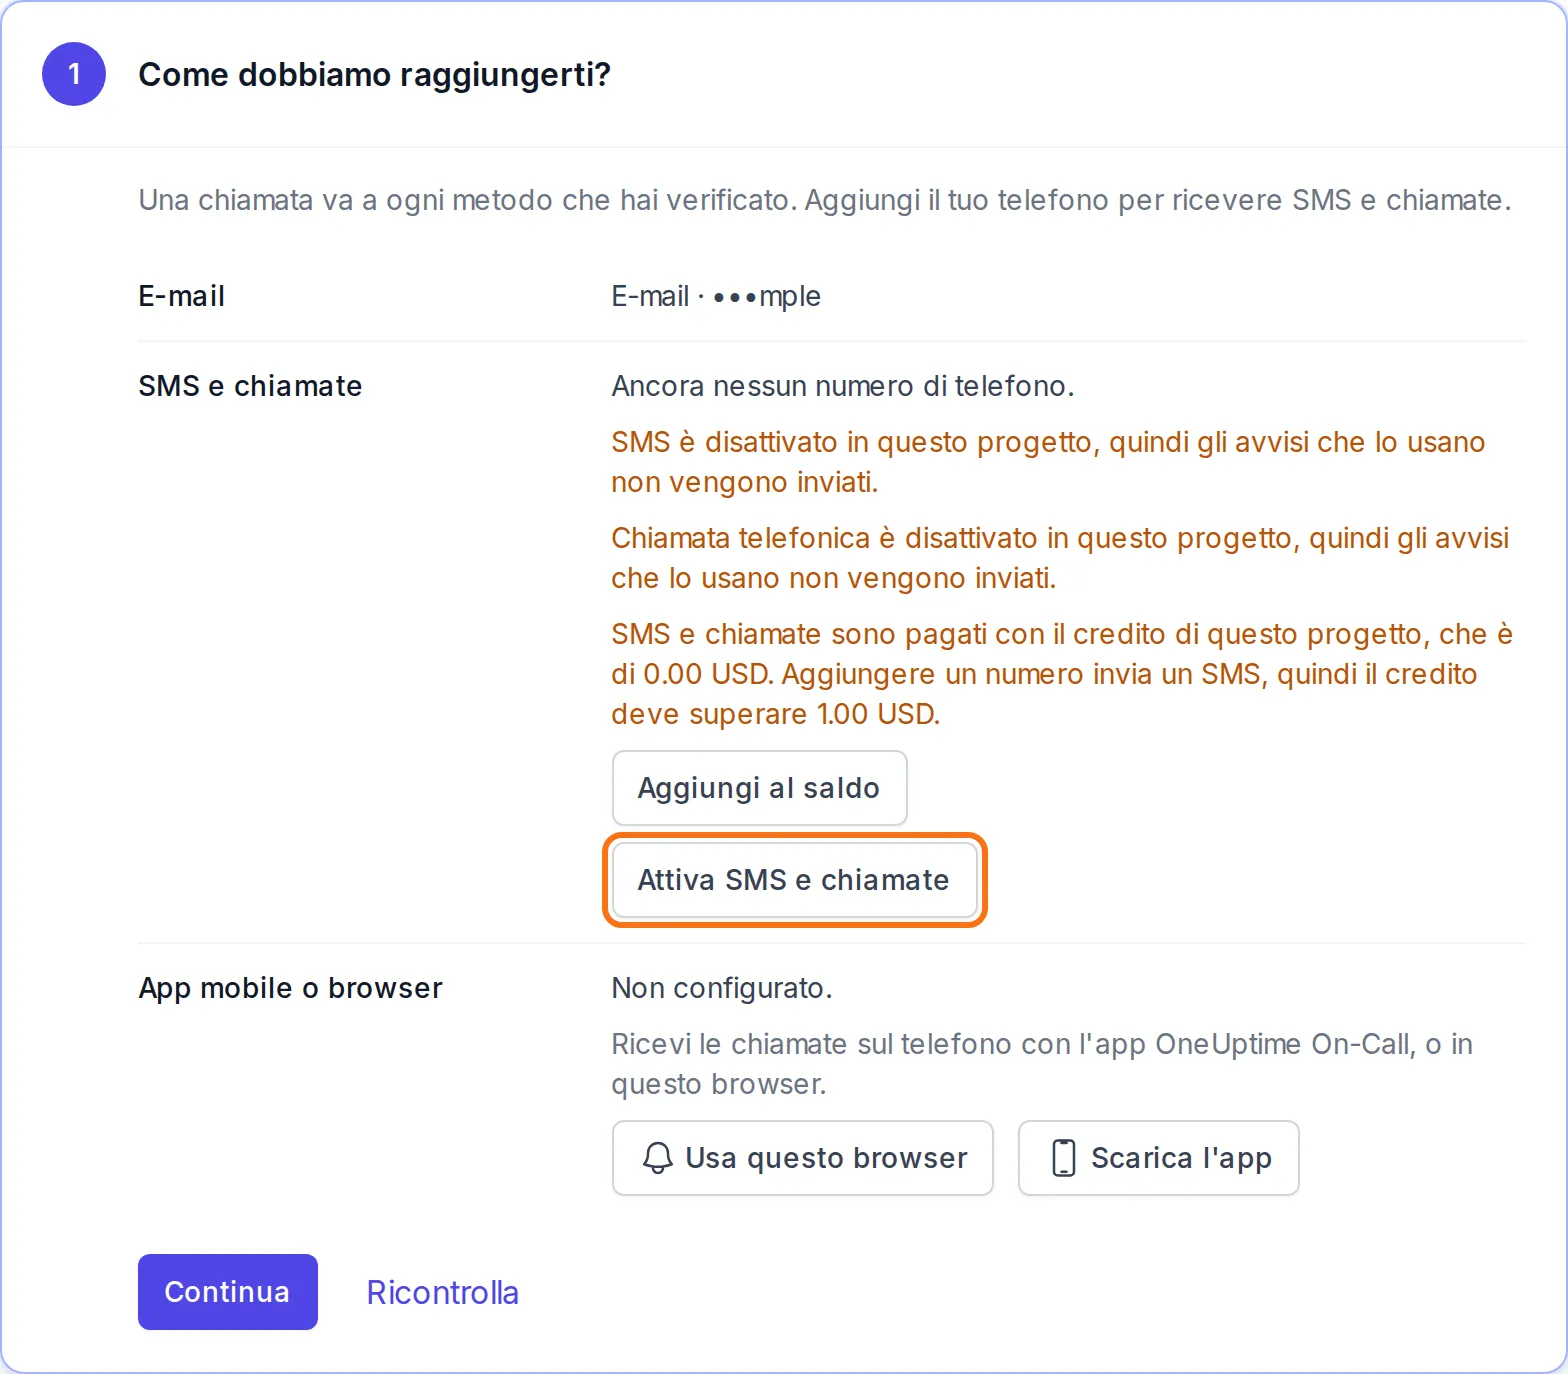 1
Come dobbiamo raggiungerti?
Una chiamata va a ogni metodo che hai verificato. Aggiungi il tuo telefono per ricevere SMS e chiamate.
E-mail
E-mail · •••mple
SMS e chiamate
Ancora nessun numero di telefono.
SMS è disattivato in questo progetto, quindi gli avvisi che lo usano
non vengono inviati.
Chiamata telefonica è disattivato in questo progetto, quindi gli avvisi
che lo usano non vengono inviati.
SMS e chiamate sono pagati con il credito di questo progetto, che è
di 0.00 USD. Aggiungere un numero invia un SMS, quindi il credito
deve superare 1.00 USD.
Aggiungi al saldo
Attiva SMS e chiamate
App mobile o browser
Non configurato.
Ricevi le chiamate sul telefono con l'app OneUptime On-Call, o in
questo browser.
Usa questo browser
Scarica l'app
Continua
Ricontrolla